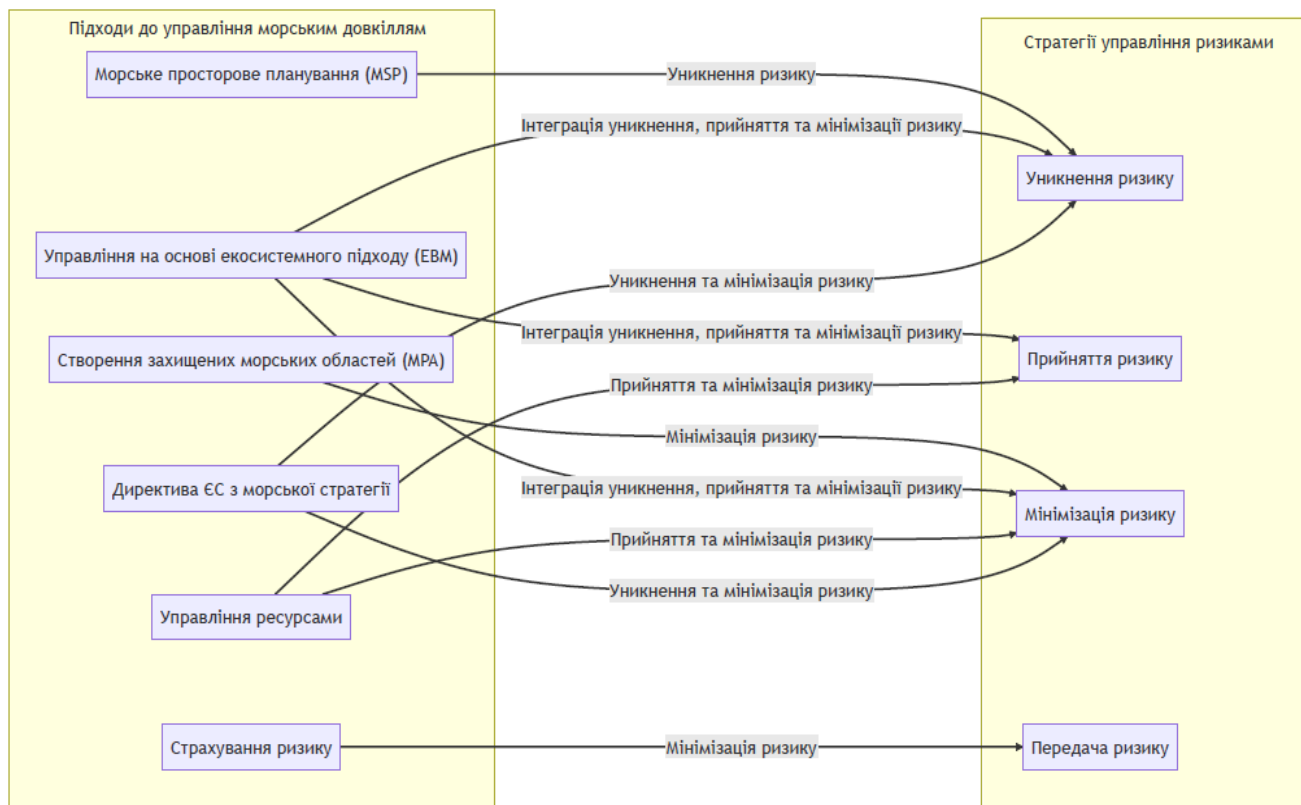 Підходи до управління морським довкіллям
Морське просторове планування (MSP)
Управління на основі екосистемного підходу (EBM)
Створення захищених морських областей (MPA)
Директива ЄС з морської стратегії
Управління ресурсами
Страхування ризику
Уникнення ризику
Інтеграція уникнення, прийняття та мінімізації ризику
Уникнення та мінімізація ризику
Інтеграція уникнення, прийняття та мінімізації ризику
Прийняття та мінімізація ризику
Мінімізація ризику
Інтеграція уникнення, прийняття та мінімізації ризику
Прийняття та мінімізація ризику
Уникнення та мінімізація ризику
Мінімізація ризику
Стратегії управління ризиками
Уникнення ризику
Прийняття ризику
Мінімізація ризику
Передача ризику